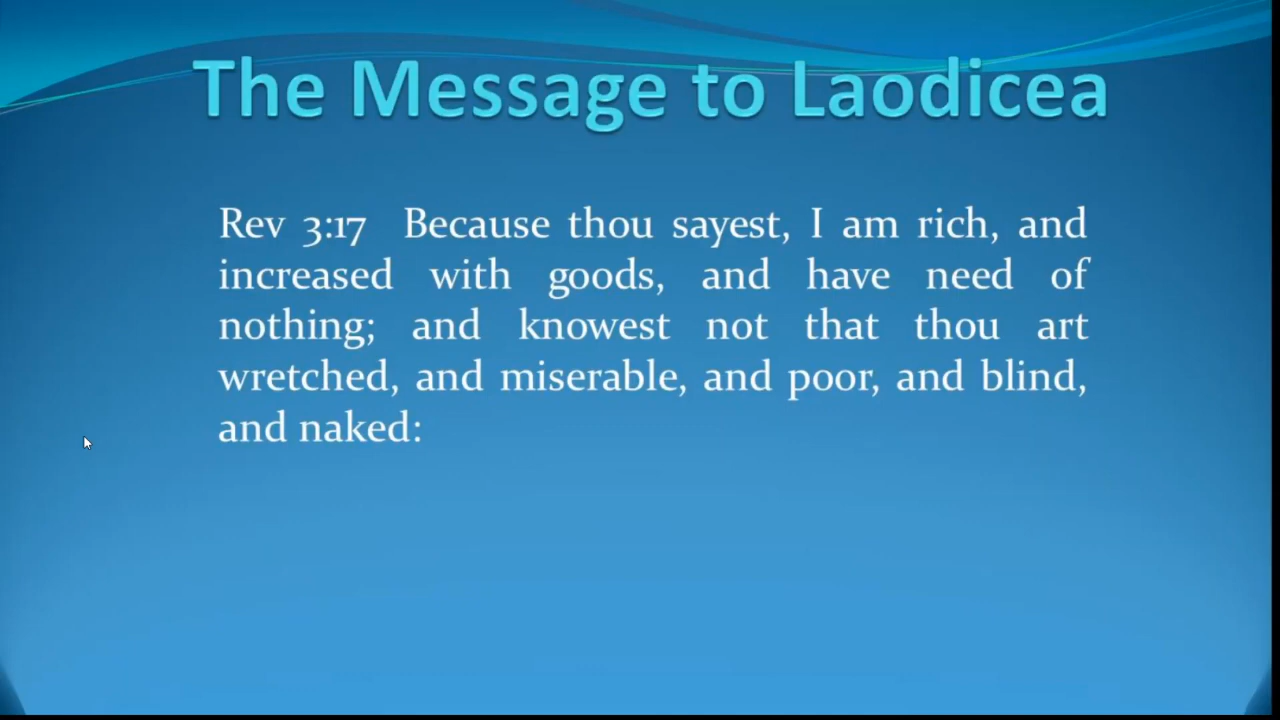 The Message to Laodicea
Rev 3:17 Because thou sayest, I am rich, and
increased with goods, and have need of
nothing; and knowest not that thou art
wretched, and miserable, and poor, and blind,
and naked: